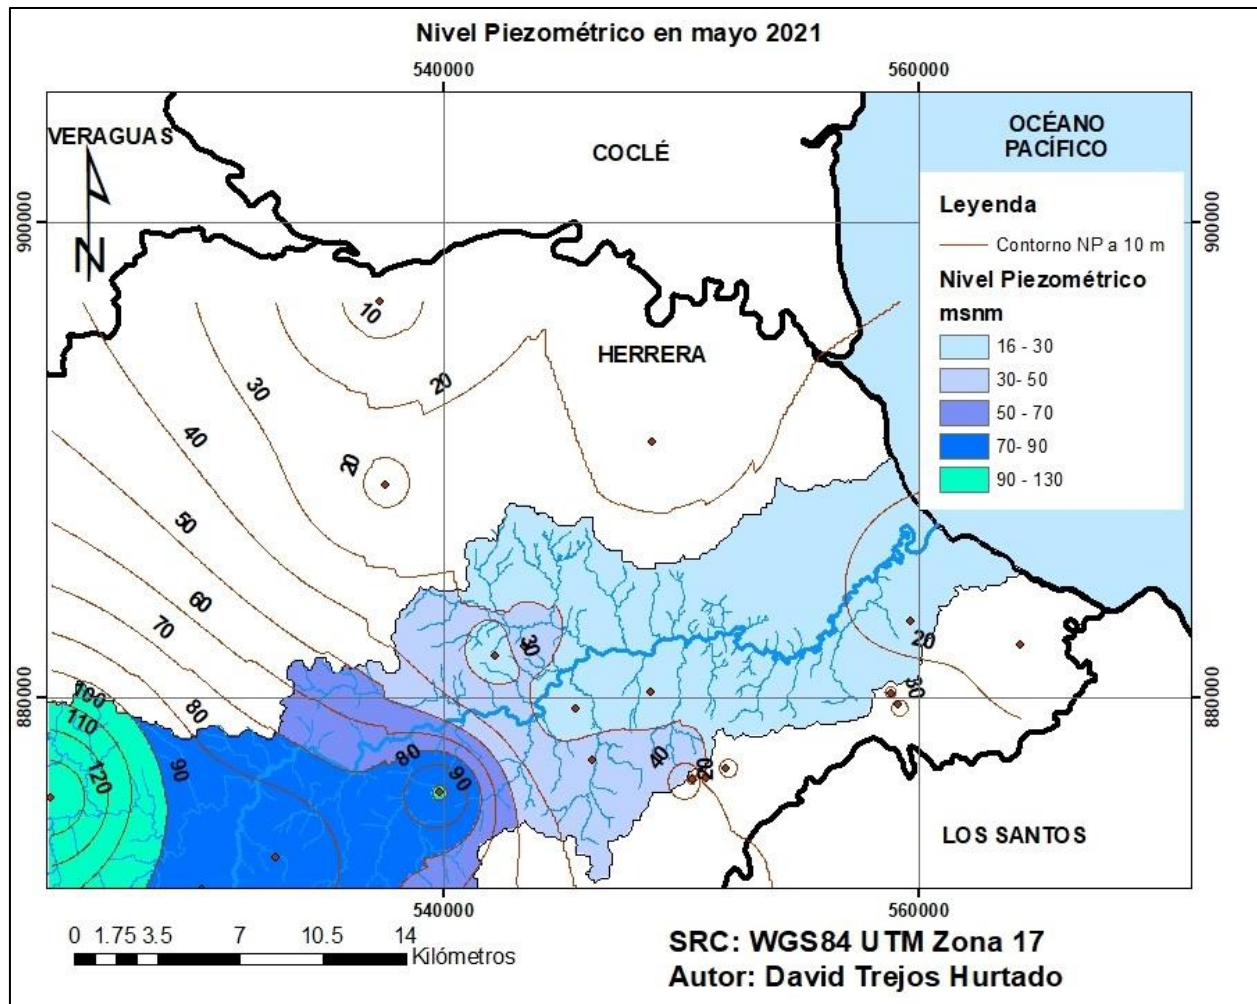 Nivel Piezométrico en mayo 2021
540000
560000
VERAGUAS
COCLÉ
OCÉANO
PACÍFICO
N
900000
900000
Leyenda
Contorno NP a 10 m
Nivel Piezométrico
msnm
16 - 30
30- 50
50 - 70
70- 90
90 - 130
HERRERA
10
20
30
40
20
50
60
70
80
30
20
30
880000
880000
100
110
120
90
80
90
40
20
LOS SANTOS
540000
560000
0 1.75 3.5 7 10.5 14
Kilómetros
SRC: WGS84 UTM Zona 17
Autor: David Trejos Hurtado